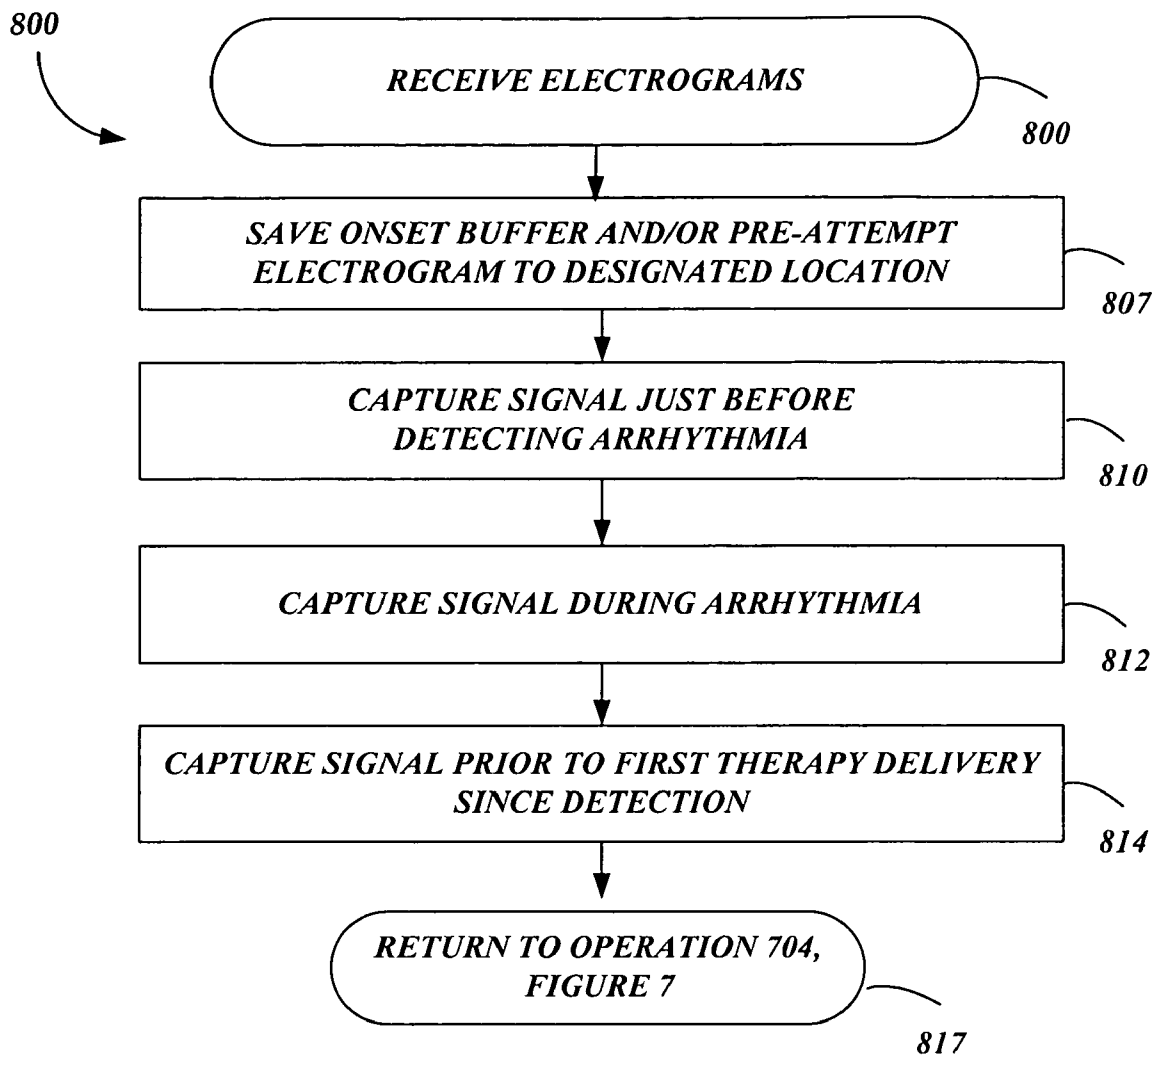 800
RECEIVE ELECTROGRAMS
800
SAVE ONSET BUFFER AND/OR PRE-ATTEMPT
ELECTROGRAM TO DESIGNATED LOCATION
807
CAPTURE SIGNAL JUST BEFORE
DETECTING ARRHYTHMIA
810
CAPTURE SIGNAL DURING ARRHYTHMIA
812
CAPTURE SIGNAL PRIOR TO FIRST THERAPY DELIVERY
SINCE DETECTION
814
RETURN TO OPERATION 704,
FIGURE 7
817